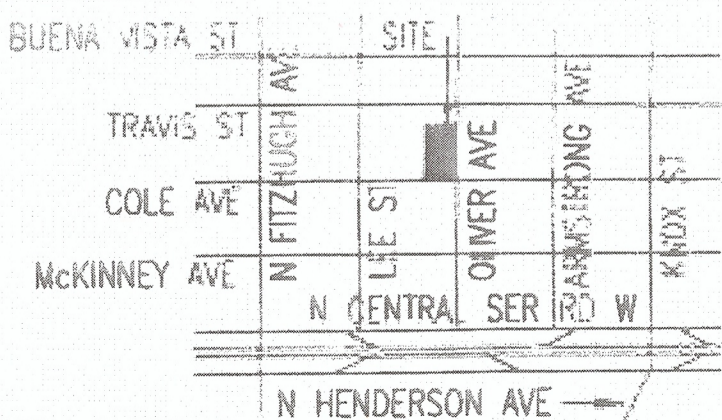 BUENA VISTA ST
SITE
TRAVIS ST
COLE AVE
McKINNEY AVE
N FITZHUGH AVE
LEE ST
OLIVER AVE
ARMSTRONG AVE
KNOX ST
N CENTRAL SER RD W
N HENDERSON AVE